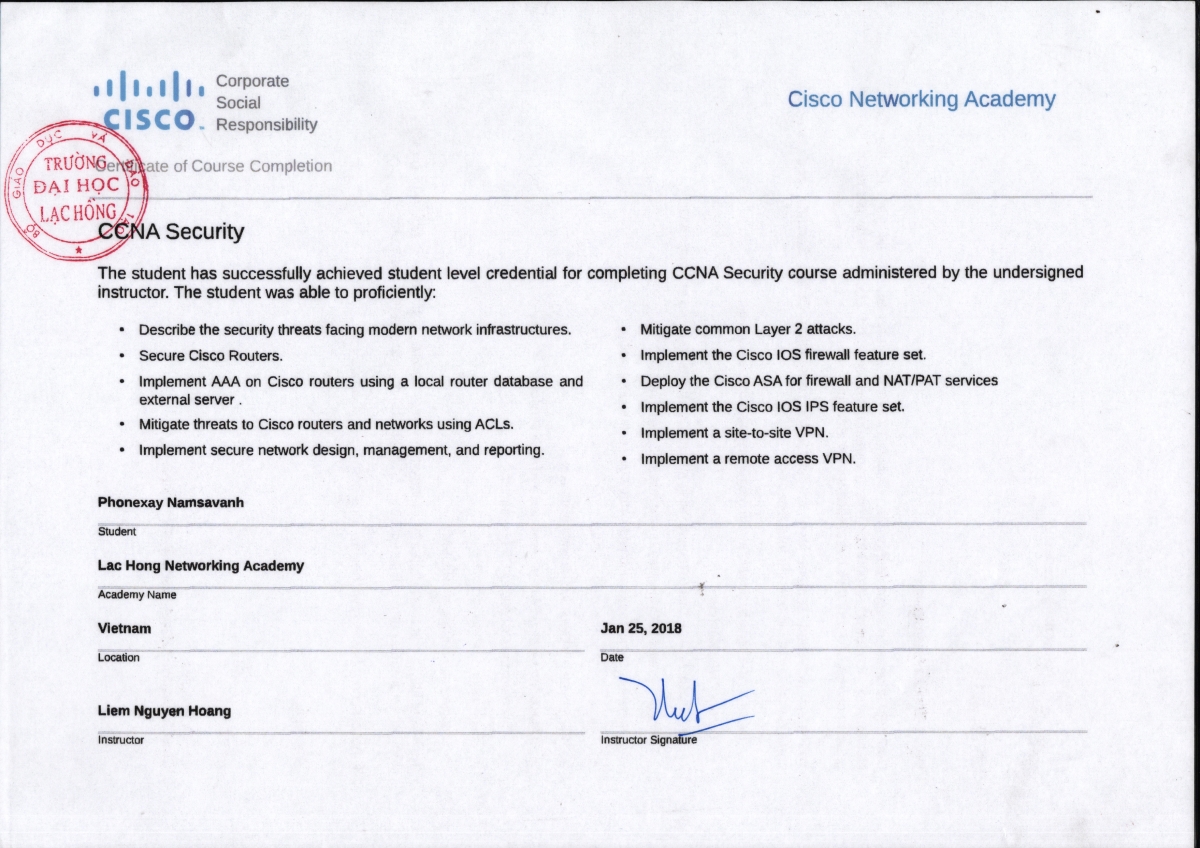 Corporate
Social
Responsibility
CISCO
Cisco Networking Academy
Certificate of Course Completion
BỘ GIÁO DỤC VÀ ĐÀO TẠO
TRƯỜNG
ĐẠI HỌC
LẠC HỒNG
CCNA Security
The student has successfully achieved student level credential for completing CCNA Security course administered by the undersigned
instructor. The student was able to proficiently:
• Describe the security threats facing modern network infrastructures.
• Secure Cisco Routers.
• Implement AAA on Cisco routers using a local router database and
external server .
• Mitigate threats to Cisco routers and networks using ACLs.
• Implement secure network design, management, and reporting.
• Mitigate common Layer 2 attacks.
• Implement the Cisco IOS firewall feature set.
• Deploy the Cisco ASA for firewall and NAT/PAT services
• Implement the Cisco IOS IPS feature set.
• Implement a site-to-site VPN.
• Implement a remote access VPN.
Phonexay Namsavanh
Student
Lac Hong Networking Academy
Academy Name
Vietnam
Location
Jan 25, 2018
Date
Liem Nguyen Hoang
Instructor
Instructor Signature